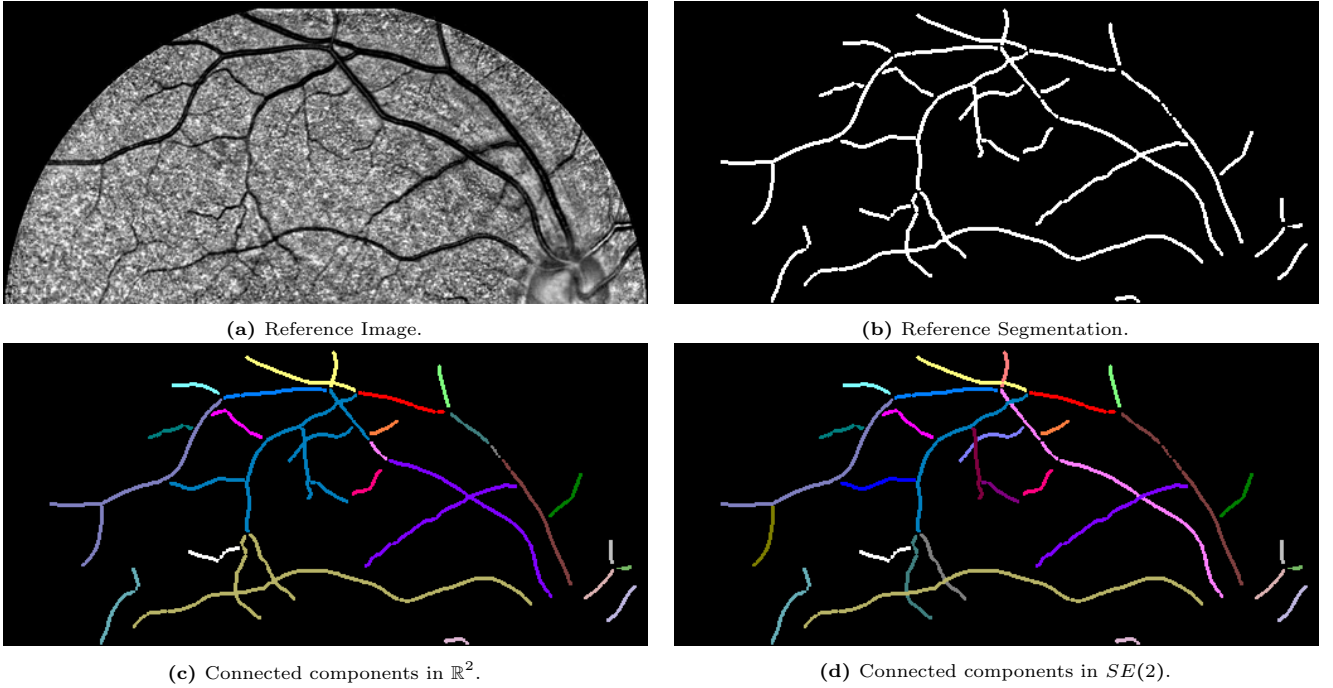 (a) Reference Image.
(b) Reference Segmentation.
(c) Connected components in ℝ².
(d) Connected components in SE(2).